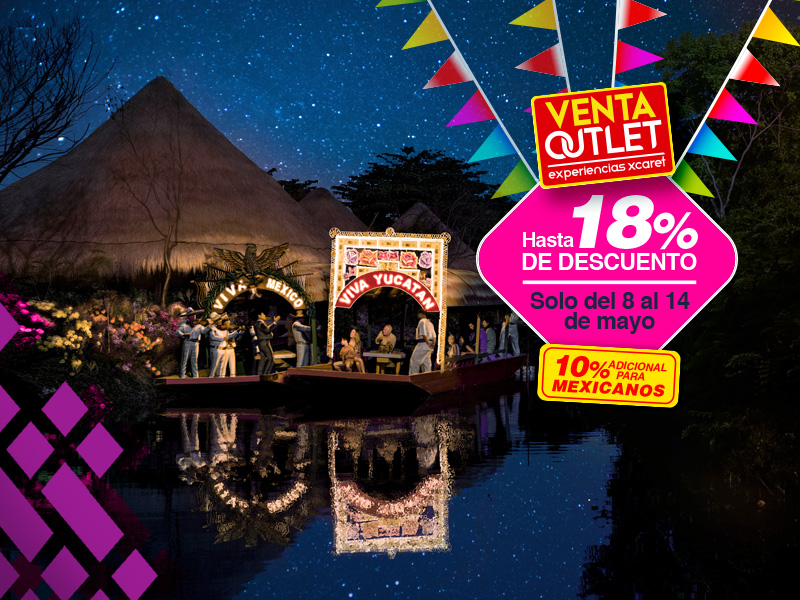 VENTA
OUTLET
experiencias xcaret
Hasta 18%
DE DESCUENTO
Solo del 8 al 14
de mayo
10% ADICIONAL
PARA
MEXICANOS
VIVA MEXICO
VIVA YUCATAN